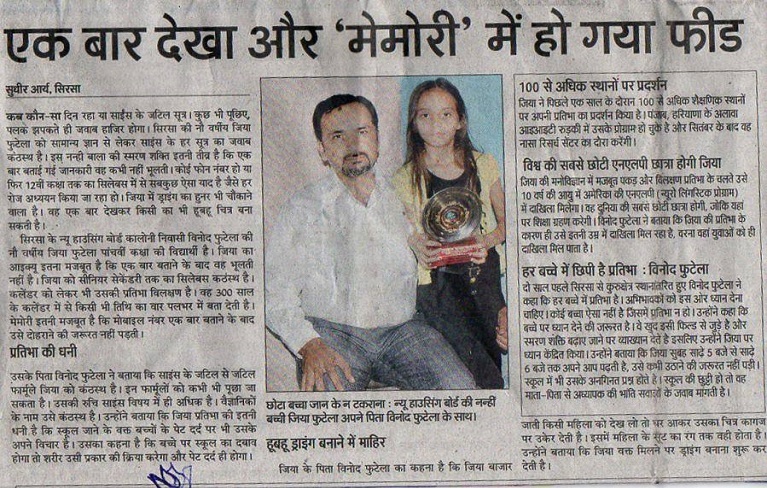 एक बार देखा और ‘मेमोरी’ में हो गया फीड
सुधीर आर्य, सिरसा
कब कौन-सा दिन रहा या साईंस के जटिल सूत्र। कुछ भी पूछिए,
पलक झपकते ही जवाब हाजिर होगा। सिरसा की नौ वर्षीय जिया
फुटेला को सामान्य ज्ञान से लेकर साईंस के हर सूत्र का जवाब
कंठस्थ है। इस नन्ही बाला की स्मरण शक्ति इतनी तीव्र है कि एक
बार बताई गई जानकारी वह कभी नहीं भूलती। कोई फोन नंबर हो या
फिर 12वीं कक्षा तक का सिलेबस में से सबकुछ ऐसा याद है जैसे हर
रोज अध्ययन किया जा रहा हो। जिया में ड्राइंग का हुनर भी चौंकाने
वाला है। वह एक बार देखकर किसी का भी हूबहू चित्र बना
सकती है।
सिरसा के न्यू हाउसिंग बोर्ड कालोनी निवासी विनोद फुटेला की
नौ वर्षीय जिया फुटेला पांचवीं कक्षा की विद्यार्थी है। जिया का
आइक्यू इतना मजबूत है कि एक बार बताने के बाद वह भूलती
नहीं है। जिया को सीनियर सेकेंडरी तक का सिलेबस कंठस्थ है।
कलेंडर को लेकर भी उसकी प्रतिभा विलक्षण है। वह 300 साल
के कलेंडर में से किसी भी तिथि का वार पलभर में बता देती है।
मेमोरी इतनी मजबूत है कि मोबाइल नंबर एक बार बताने के बाद
उसे दोहराने की जरूरत नहीं पड़ती।
प्रतिभा की धनी
उसके पिता विनोद फुटेला ने बताया कि साइंस के जटिल से जटिल
फार्मूले जिया को कंठस्थ है। इन फार्मूलों को कभी भी पूछा जा
सकता है। उसकी रुचि साइंस विषय में ही अधिक है। वैज्ञानिकों
के नाम उसे कंठस्थ है। उन्होंने बताया कि जिया प्रतिभा की इतनी
धनी है कि स्कूल जाने के वक्त बच्चों के पेट दर्द पर भी उसके
अपने विचार है। उसका कहना है कि बच्चे पर स्कूल का दबाव
होगा तो शरीर उसी प्रकार की क्रिया करेगा और पेट दर्द ही होगा।
छोटा बच्चा जान के न टकराना : न्यू हाउसिंग बोर्ड की नन्हीं
बच्ची जिया फुटेला अपने पिता विनोद फुटेला के साथ।
हूबहू ड्राइंग बनाने में माहिर
जिया के पिता विनोद फुटेला का कहना है कि जिया बाजार
100 से अधिक स्थानों पर प्रदर्शन
जिया ने पिछले एक साल के दौरान 100 से अधिक शैक्षणिक स्थानों
पर अपनी प्रतिभा का प्रदर्शन किया है। पंजाब, हरियाणा के अलावा
आइआइटी रुड़की में उसके प्रोग्राम हो चुके है और सितंबर के बाद वह
नासा रिसर्च सेंटर का दौरा करेंगी।
विश्व की सबसे छोटी एनएलपी छात्रा होगी जिया
जिया की मनोविज्ञान में मजबूत पकड़ और विलक्षण प्रतिभा के चलते उसे
10 वर्ष की आयु में अमेरिका की एनएलपी (न्यूरो लिंगस्टिक प्रोग्राम)
में दाखिला मिलेगा। वह दुनिया की सबसे छोटी छात्रा होगी, जोकि वहां
पर शिक्षा ग्रहण करेगी। विनोद फुटेला ने बताया कि जिया की प्रतिभा के
कारण ही उसे इतनी उम्र में दाखिला मिल रहा है, वरना वहां युवाओं को ही
दाखिला मिल पाता है।
हर बच्चे में छिपी है प्रतिभा : विनोद फुटेला
दो साल पहले सिरसा से कुरुक्षेत्र स्थानांतरित हुए विनोद फुटेला ने
कहा कि हर बच्चे में प्रतिभा है। अभिभावकों को इस ओर ध्यान देना
चाहिए। कोई बच्चा ऐसा नहीं है जिसमें प्रतिभा न हो। उन्होंने कहा कि
बच्चे पर ध्यान देने की जरूरत है। वे खुद इसी फिल्ड से जुड़े है और
स्मरण शक्ति बढ़ाए जाने पर व्याख्यान देते है इसलिए उन्होंने जिया पर
ध्यान केंद्रित किया। उन्होंने बताया कि जिया सुबह साढ़े 5 बजे से साढ़े
6 बजे तक अपने आप पढ़ती है, उसे कभी उठाने की जरूरत नहीं पड़ी।
स्कूल में भी उसके अनगिनत प्रश्न होते है। स्कूल की छुट्टी हो तो वह
माता-पिता से अध्यापक की भांति सवालों के जवाब मांगती है।
जाती किसी महिला को देख लो तो घर आकर उसका चित्र कागज
पर उकेर देती है। इसमें महिला के सूट का रंग तक वही होता है।
उन्होंने बताया कि जिया वक्त मिलने पर ड्राइंग बनाना शुरू कर
देती है।